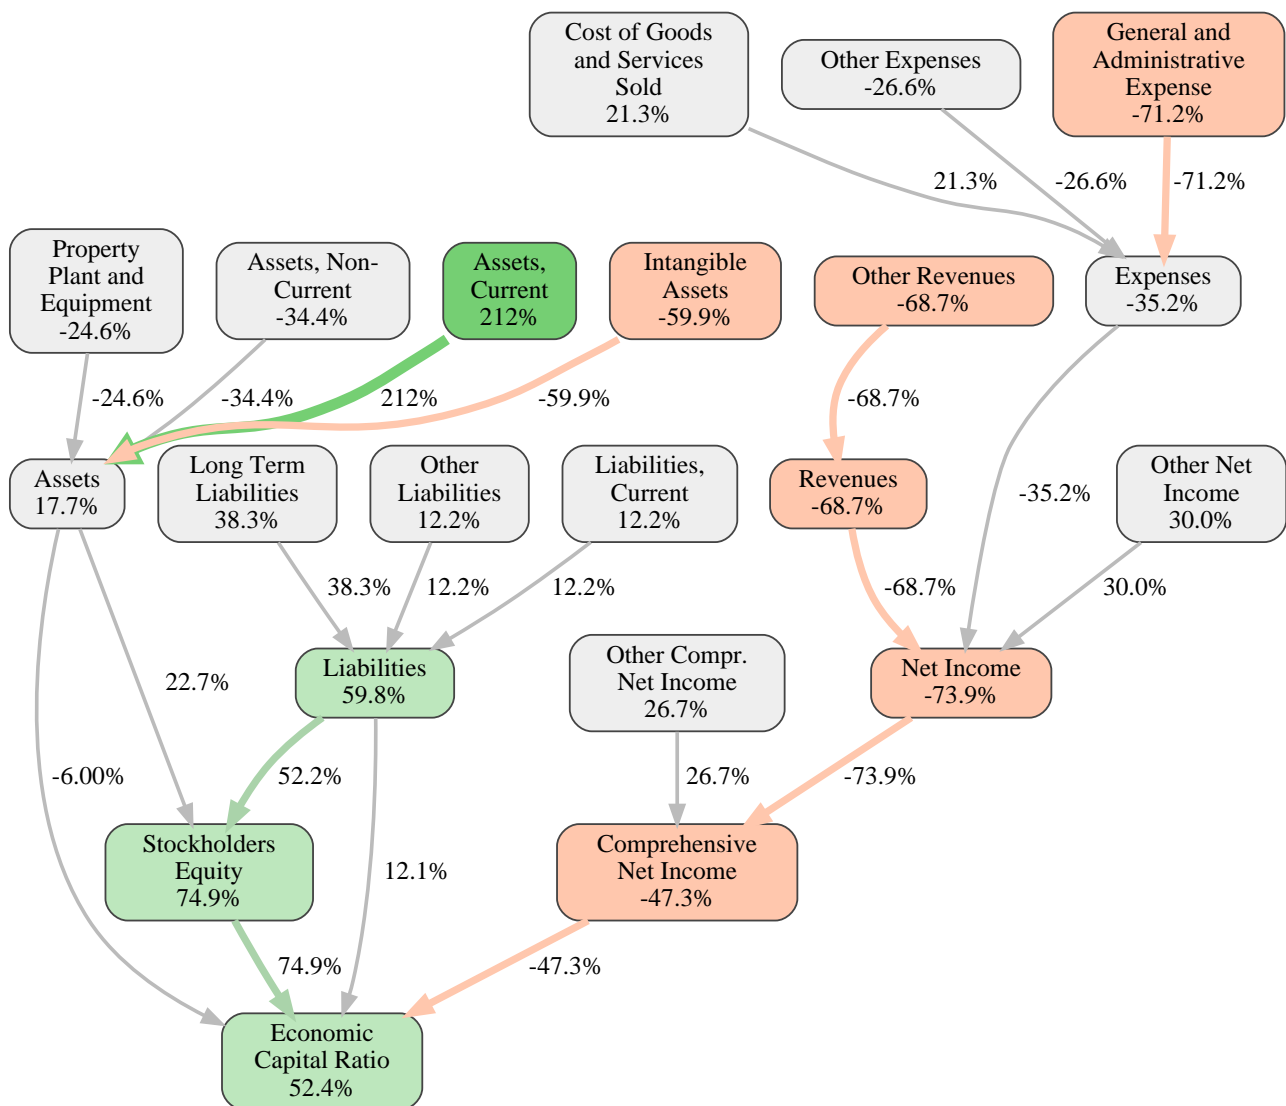 Cost of Goods
and Services
Sold
21.3%
Other Expenses
-26.6%
General and
Administrative
Expense
-71.2%
21.3%
-26.6%
-71.2%
Property
Plant and
Equipment
-24.6%
Assets, Non-
Current
-34.4%
Assets,
Current
212%
Intangible
Assets
-59.9%
Other Revenues
-68.7%
Expenses
-35.2%
-24.6%
-34.4%
212%
-59.9%
-68.7%
Assets
17.7%
Long Term
Liabilities
38.3%
Other
Liabilities
12.2%
Liabilities,
Current
12.2%
Revenues
-68.7%
-35.2%
Other Net
Income
30.0%
38.3%
12.2%
12.2%
-68.7%
30.0%
22.7%
Liabilities
59.8%
Other Compr.
Net Income
26.7%
Net Income
-73.9%
-6.00%
52.2%
26.7%
-73.9%
Stockholders
Equity
74.9%
12.1%
Comprehensive
Net Income
-47.3%
74.9%
-47.3%
Economic
Capital Ratio
52.4%